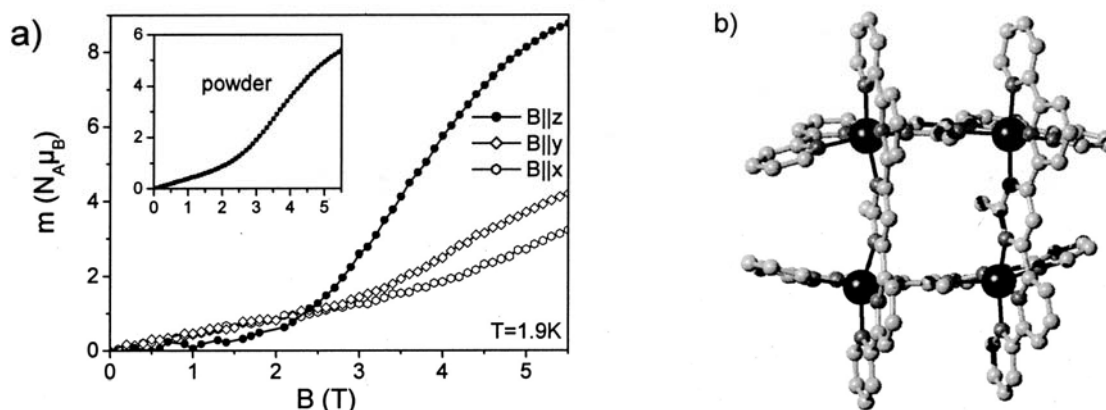 a)
m (N_Aμ_B)
8
6
4
2
0
6
4
2
0
powder
0 1 2 3 4 5
B||z
B||y
B||x
T=1.9K
0 1 2 3 4 5
B (T)
b)